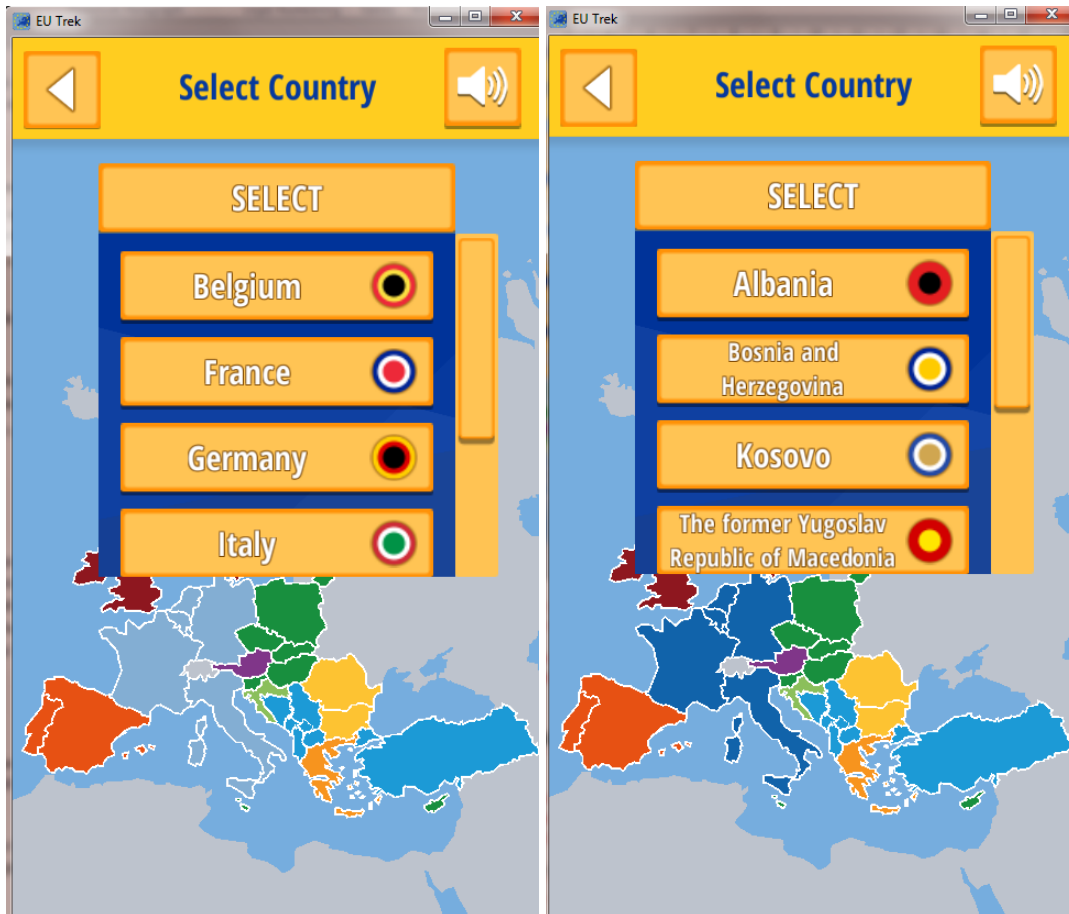 EU Trek
Select Country
SELECT
Belgium
France
Germany
Italy
EU Trek
Select Country
SELECT
Albania
Bosnia and
Herzegovina
Kosovo
The former Yugoslav
Republic of Macedonia